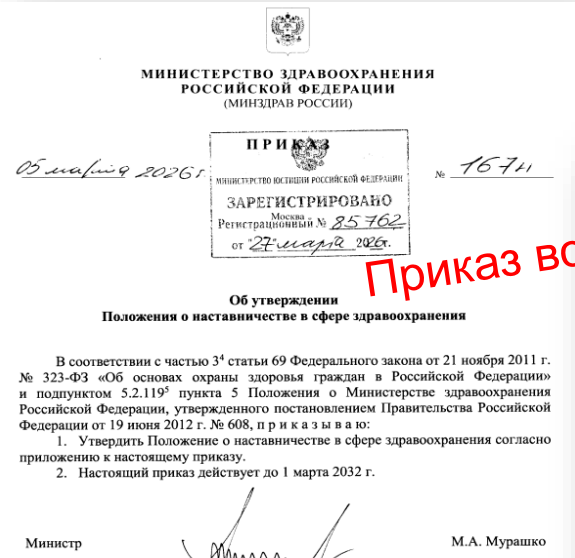 МИНИСТЕРСТВО ЗДРАВООХРАНЕНИЯ
РОССИЙСКОЙ ФЕДЕРАЦИИ
(МИНЗДРАВ РОССИИ)
ПРИКАЗ
05 марта 2026 г.
№ 167н
МИНИСТЕРСТВО ЮСТИЦИИ РОССИЙСКОЙ ФЕДЕРАЦИИ
ЗАРЕГИСТРИРОВАНО
Москва
Регистрационный № 85762
от "27" марта 2026г.
Приказ вс
Об утверждении
Положения о наставничестве в сфере здравоохранения
В соответствии с частью 3⁴ статьи 69 Федерального закона от 21 ноября 2011 г.
№ 323-ФЗ «Об основах охраны здоровья граждан в Российской Федерации»
и подпунктом 5.2.119⁵ пункта 5 Положения о Министерстве здравоохранения
Российской Федерации, утвержденного постановлением Правительства Российской
Федерации от 19 июня 2012 г. № 608, п р и к а з ы в а ю:
1. Утвердить Положение о наставничестве в сфере здравоохранения согласно
приложению к настоящему приказу.
2. Настоящий приказ действует до 1 марта 2032 г.
Министр
М.А. Мурашко